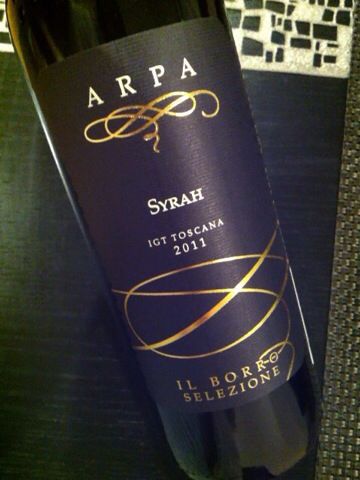 ARPA
SYRAH
IGT TOSCANA
2011
IL BORRO
SELEZIONE